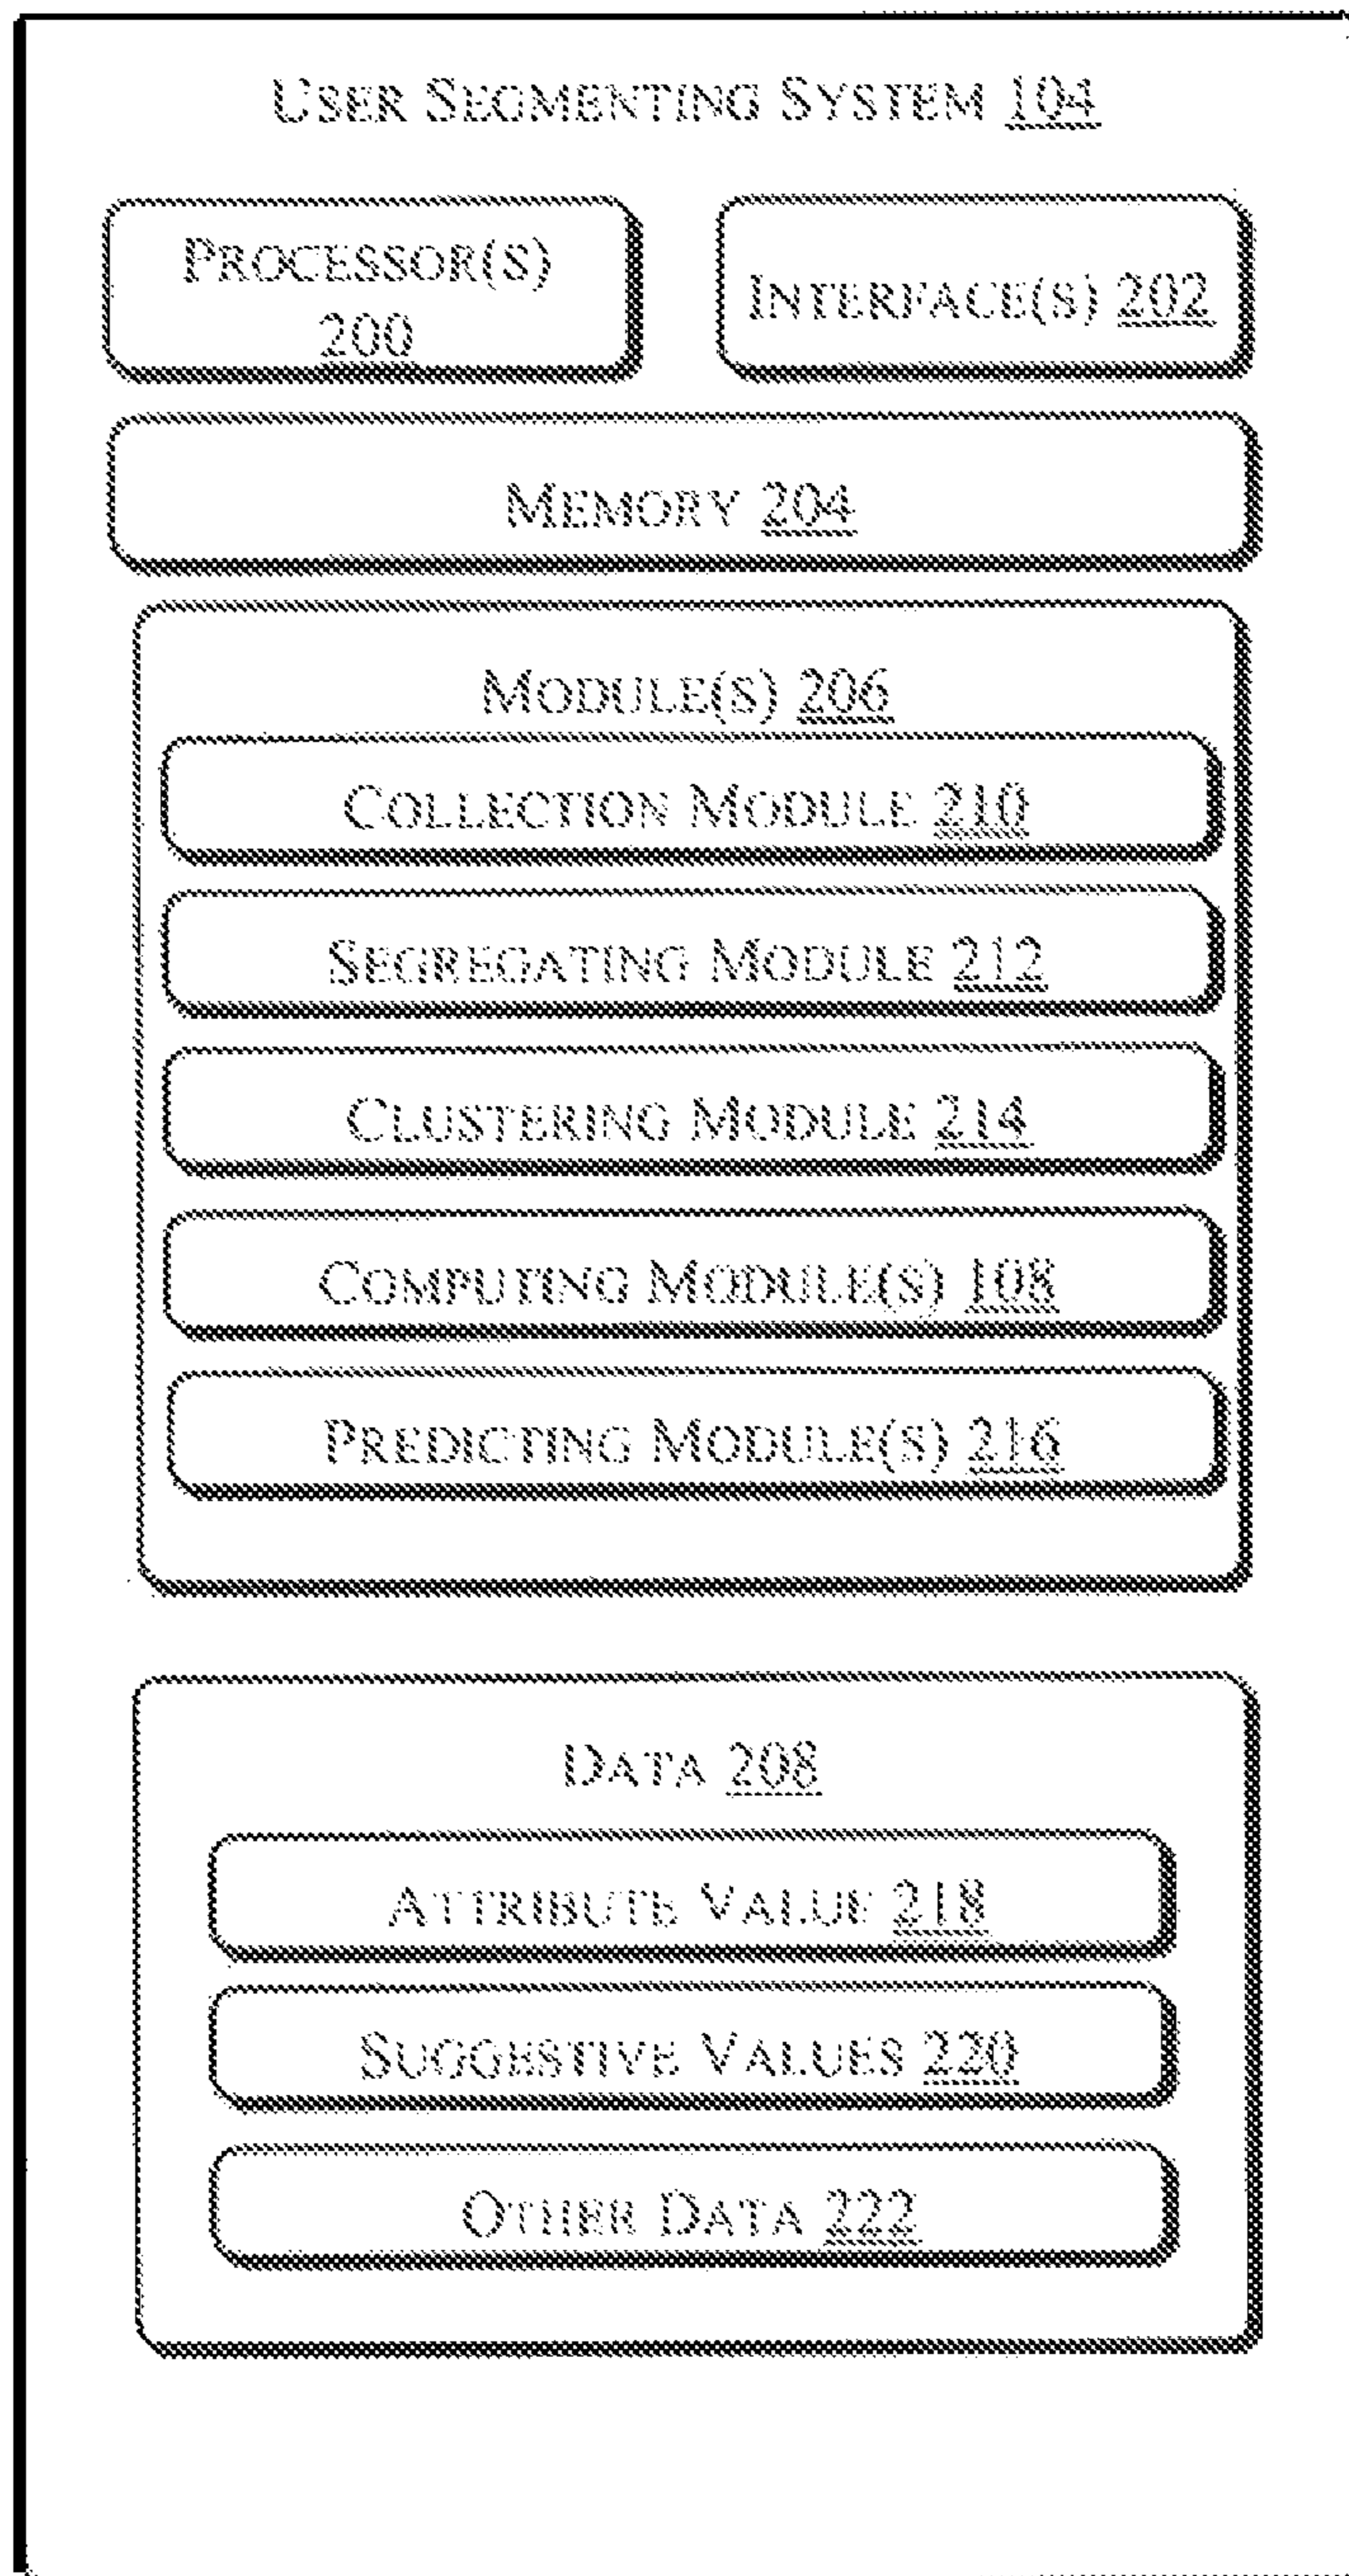 USER SEGMENTING SYSTEM 104
PROCESSOR(S)
200
INTERFACE(S) 202
MEMORY 204
MODULE(S) 206
COLLECTION MODULE 210
SEGREGATING MODULE 212
CLUSTERING MODULE 214
COMPUTING MODULE(S) 108
PREDICTING MODULE(S) 216
DATA 208
ATTRIBUTE VALUE 218
SUGGESTIVE VALUES 220
OTHER DATA 222